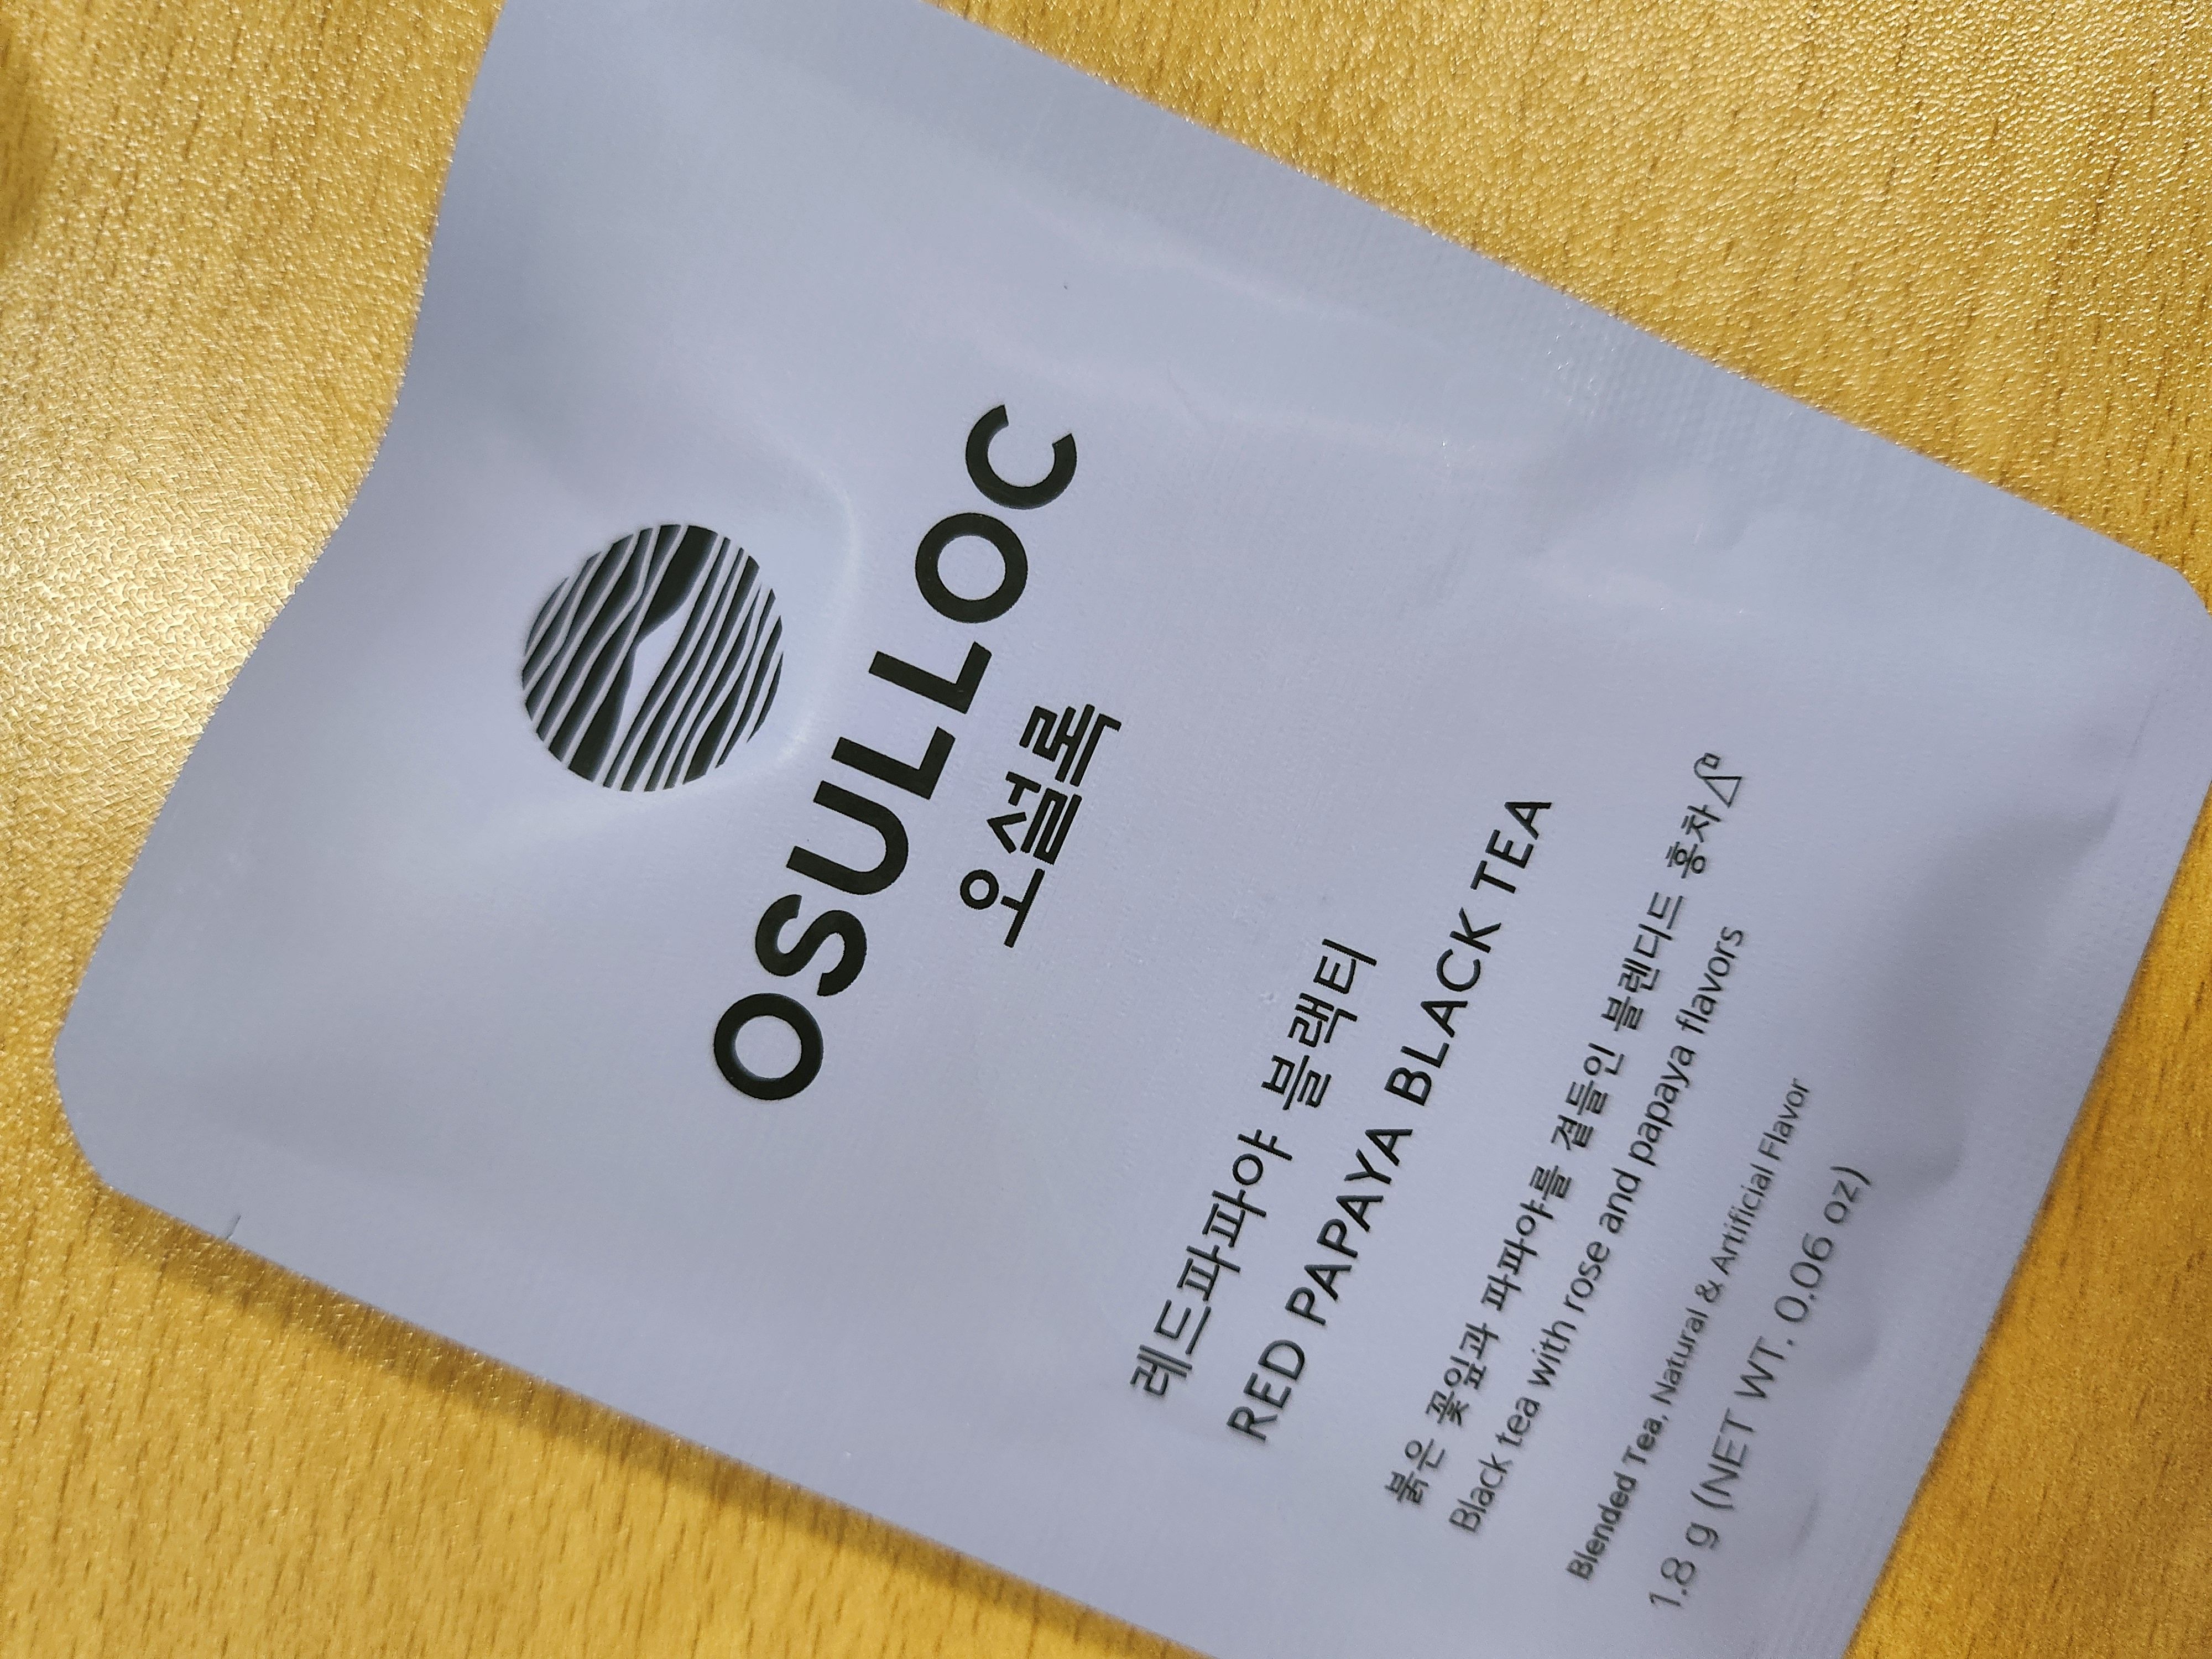 OSULLOC
오설록
레드파파야 블랙티
RED PAPAYA BLACK TEA
붉은 꽃잎과 파파야를 곁들인 블렌디드 홍차
Black tea with rose and papaya flavors
Blended Tea, Natural & Artificial Flavor
1.8 g (NET WT. 0.06 oz)